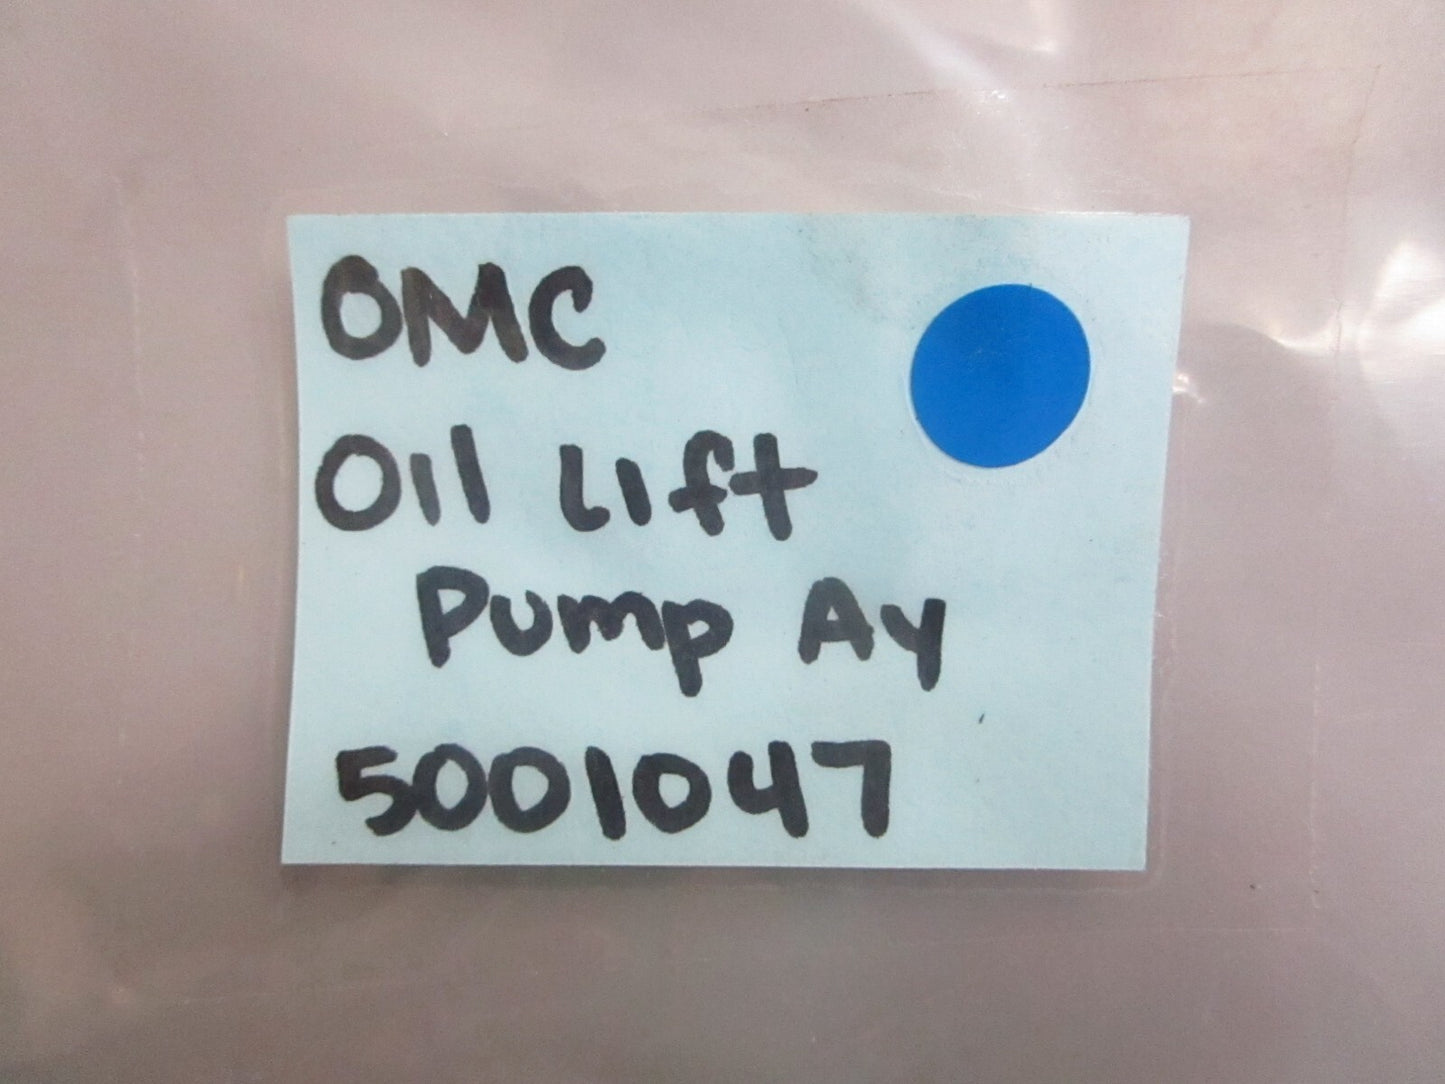 OMC
Oil Lift
Pump Ay
5001047